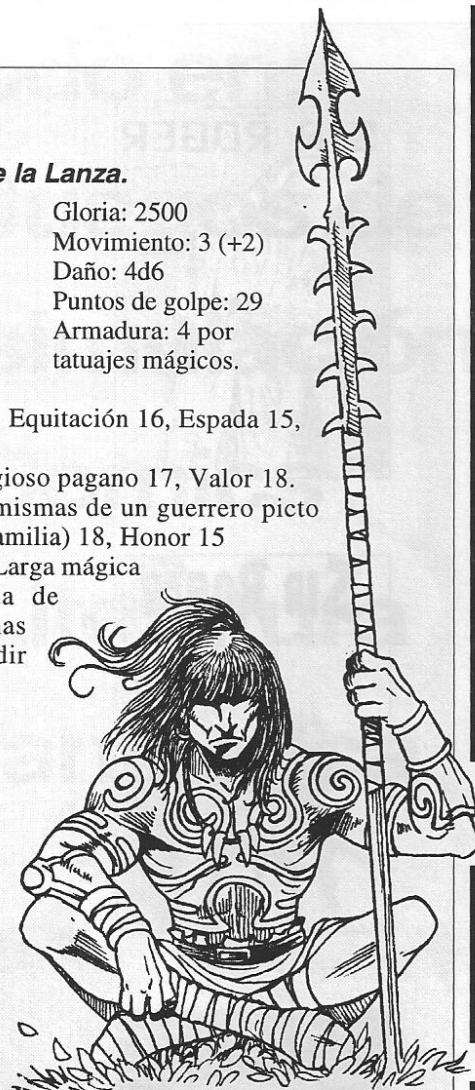 e la Lanza.
Gloria: 2500
Movimiento: 3 (+2)
Daño: 4d6
Puntos de golpe: 29
Armadura: 4 por
tatuajes mágicos.
Equitación 16, Espada 15,
gioso pagano 17, Valor 18.
mismas de un guerrero picto
amilia) 18, Honor 15
Larga mágica
a de
nas
dir